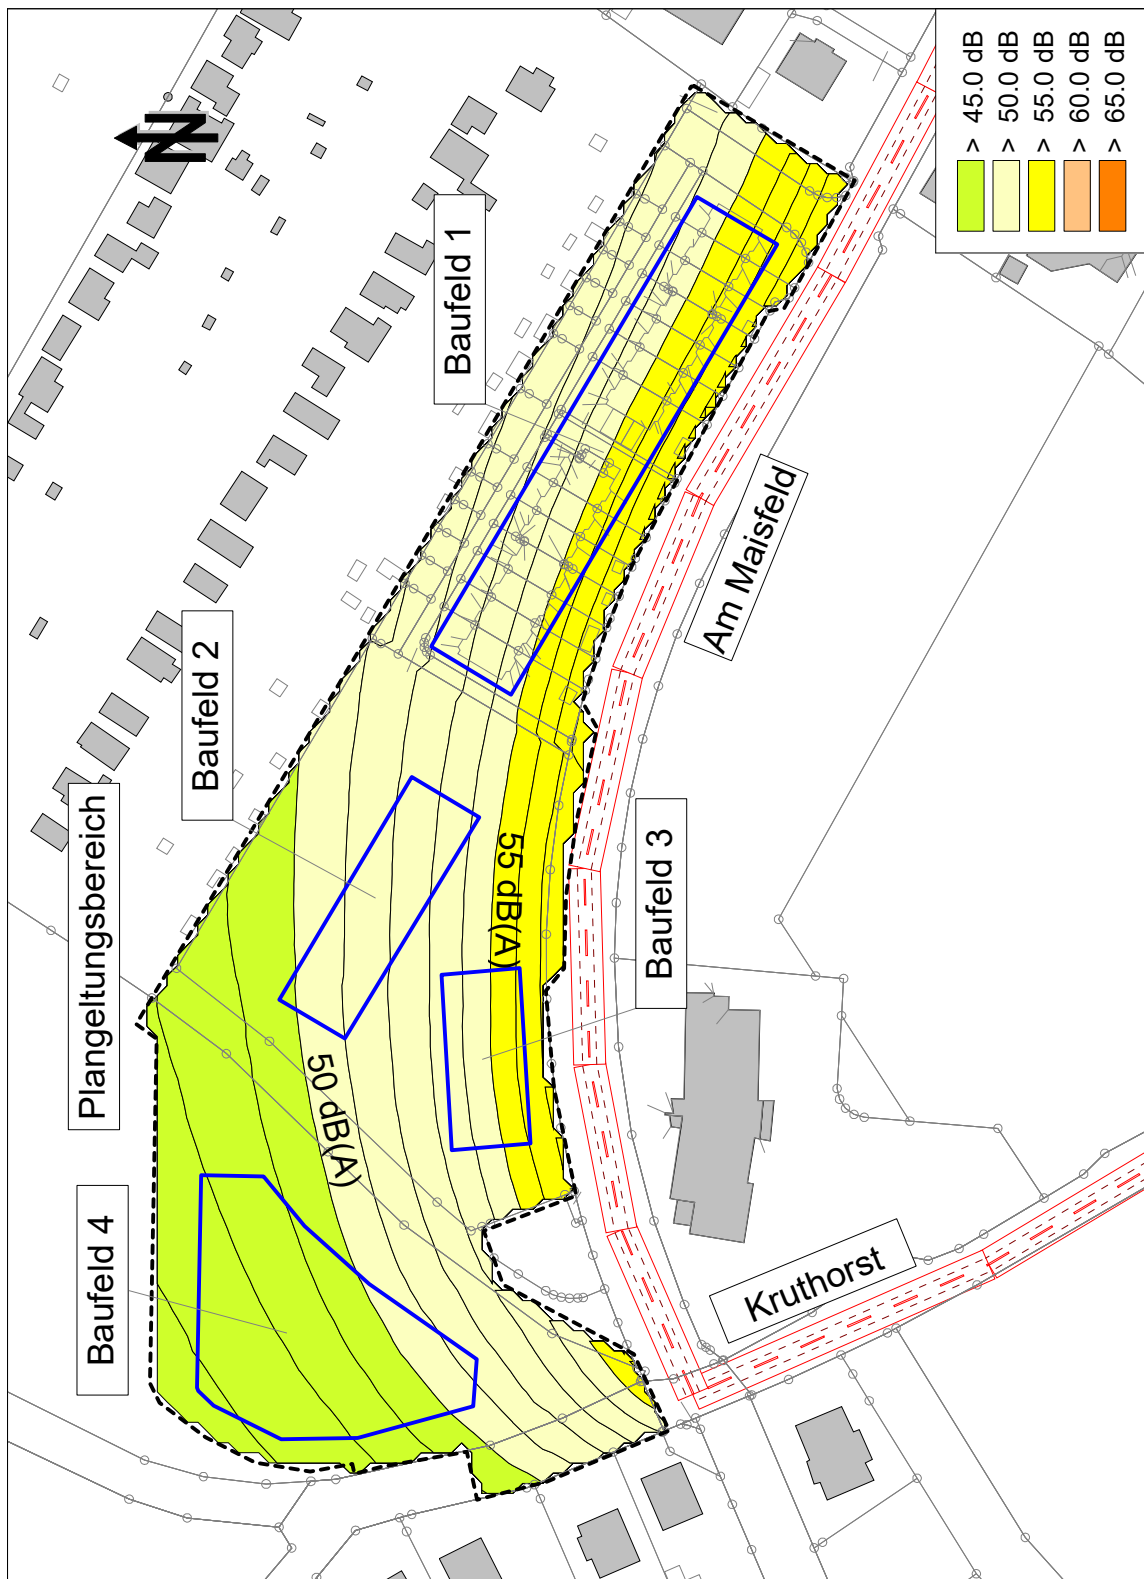 N
Baufeld 4
Plangeltungsbereich
Baufeld 2
Baufeld 1
50 dB(A)
55 dB(A)
Baufeld 3
Am Maisfeld
Kruthorst
> 45.0 dB
> 50.0 dB
> 55.0 dB
> 60.0 dB
> 65.0 dB